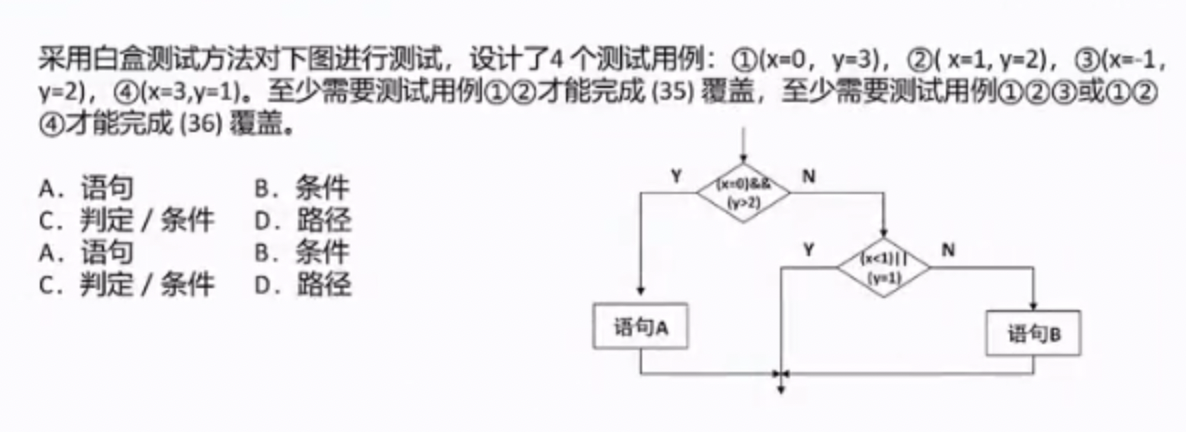 采用白盒测试方法对下图进行测试，设计了4 个测试用例：①(x=0，y=3)，②( x=1, y=2)，③(x=-1，
y=2)，④(x=3,y=1)。至少需要测试用例①②才能完成 (35) 覆盖，至少需要测试用例①②③或①②
④才能完成 (36) 覆盖。
A．语句 B．条件
C．判定 / 条件 D．路径
A．语句 B．条件
C．判定 / 条件 D．路径
Y
(x=0)&&
(y>2)
N
Y
(x<1)||
(y=1)
N
语句A
语句B